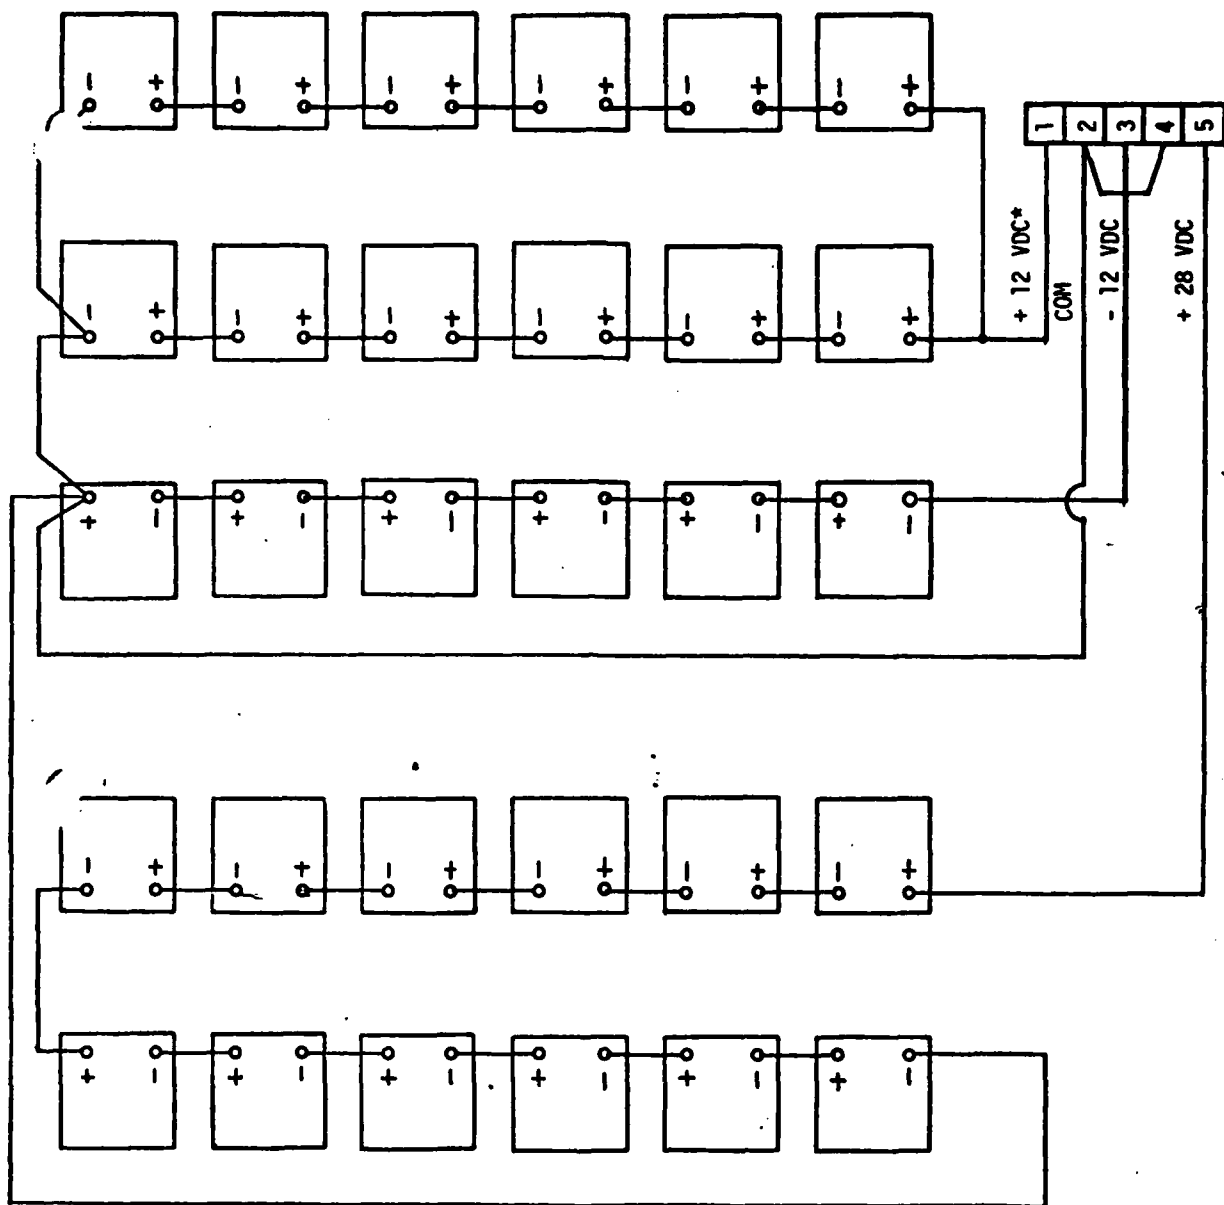 - + - + - + - + - + - +
1 2 3 4 5
- + - + - + - + - + - +
+ 12 VDC*
COM
- 12 VDC
+ 28 VDC
+ - + - + - + - + - + -
- + - + - + - + - + - +
+ - + - + - + - + - + -